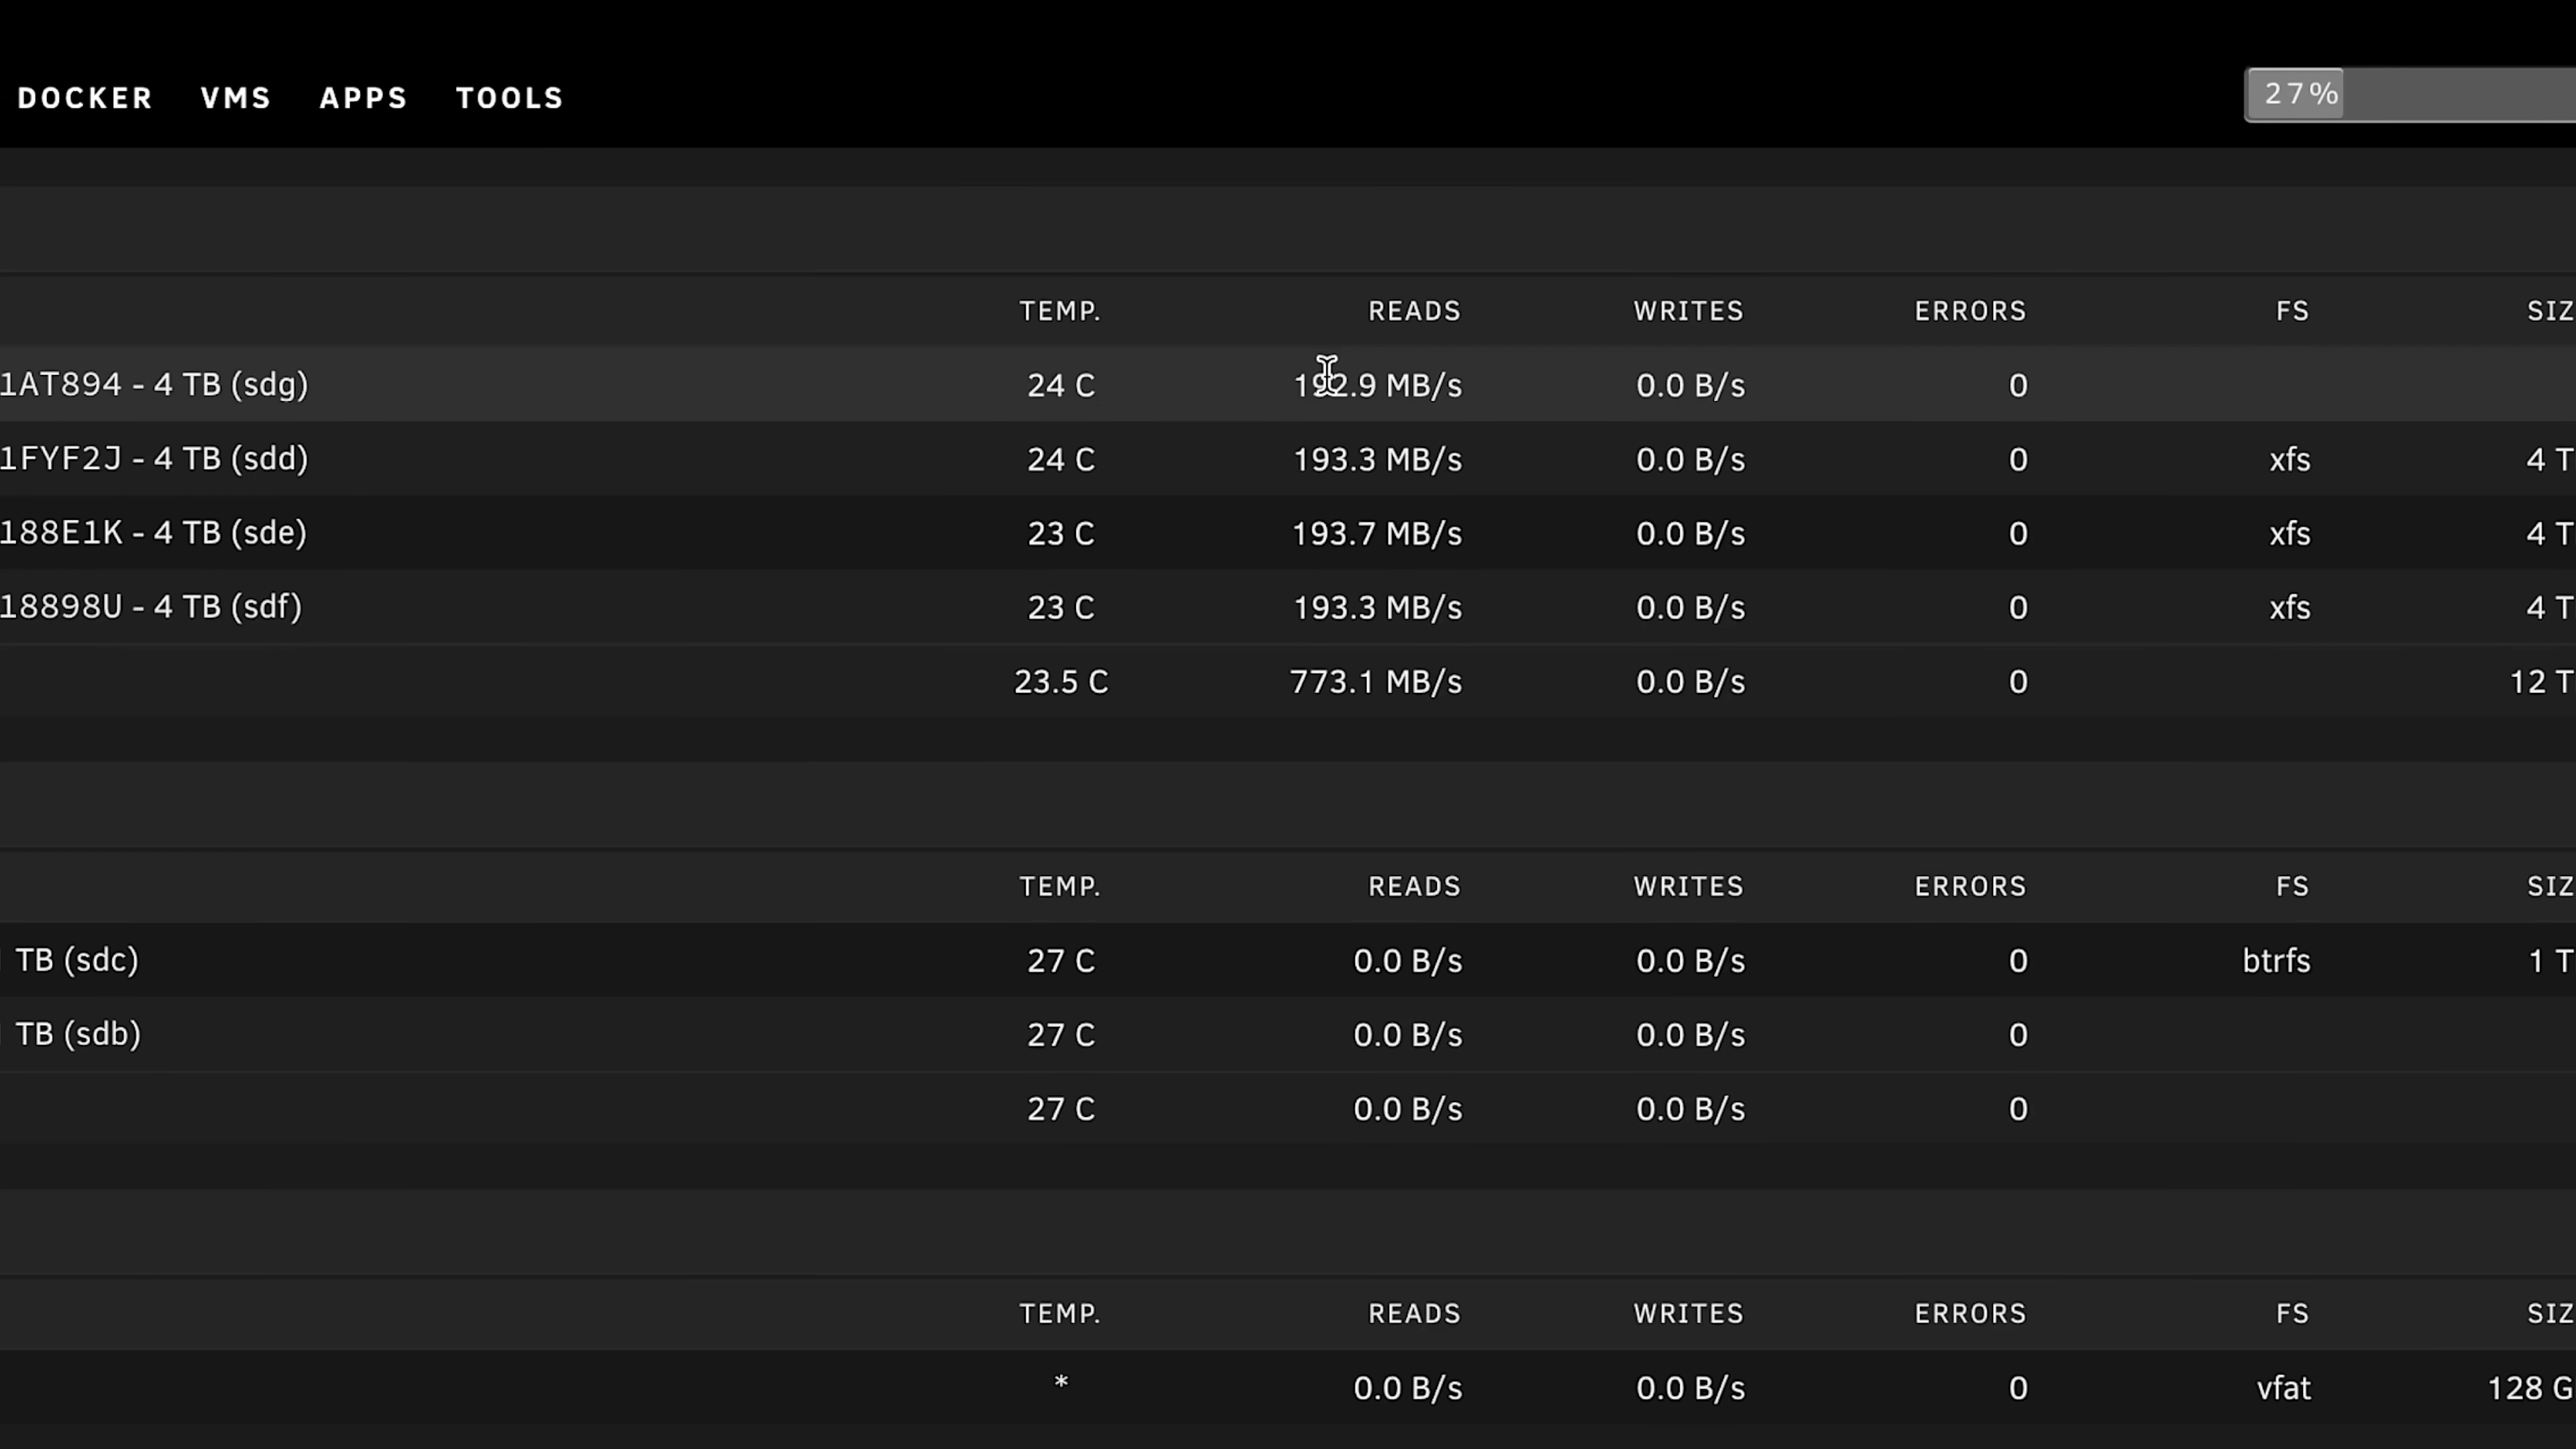 DOCKER VMS APPS TOOLS 27%
TEMP. READS WRITES ERRORS FS SIZ
1AT894 - 4 TB (sdg) 24 C 192.9 MB/s 0.0 B/s 0
1FYF2J - 4 TB (sdd) 24 C 193.3 MB/s 0.0 B/s 0 xfs 4 T
188E1K - 4 TB (sde) 23 C 193.7 MB/s 0.0 B/s 0 xfs 4 T
18898U - 4 TB (sdf) 23 C 193.3 MB/s 0.0 B/s 0 xfs 4 T
23.5 C 773.1 MB/s 0.0 B/s 0 12 T
TEMP. READS WRITES ERRORS FS SIZ
TB (sdc) 27 C 0.0 B/s 0.0 B/s 0 btrfs 1 T
TB (sdb) 27 C 0.0 B/s 0.0 B/s 0
27 C 0.0 B/s 0.0 B/s 0
TEMP. READS WRITES ERRORS FS SIZ
* 0.0 B/s 0.0 B/s 0 vfat 128 G